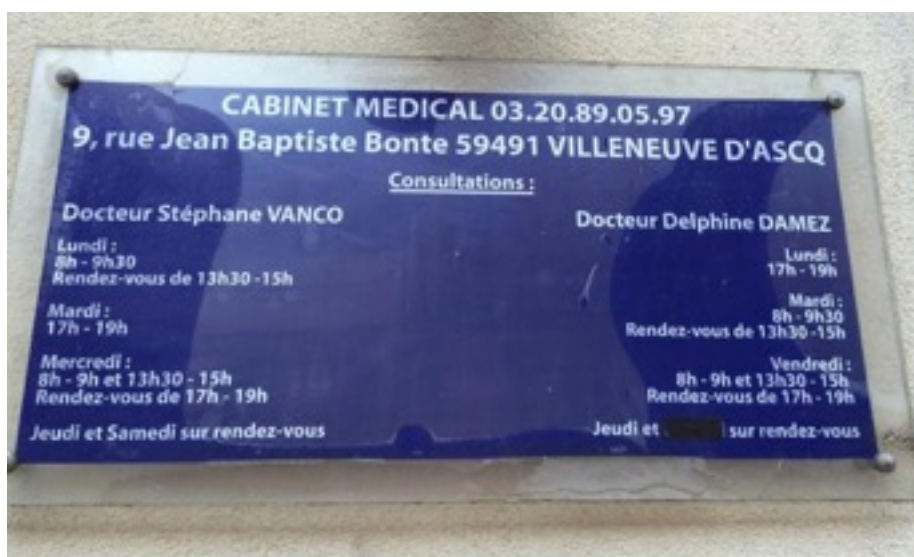 CABINET MEDICAL 03.20.89.05.97
9, rue Jean Baptiste Bonte 59491 VILLENEUVE D'ASCQ
Consultations :
Docteur Stéphane VANCO
Lundi :
8h - 9h30
Rendez-vous de 13h30 -15h
Mardi :
17h - 19h
Mercredi :
8h - 9h et 13h30 - 15h
Rendez-vous de 17h - 19h
Jeudi et Samedi sur rendez-vous
Docteur Delphine DAMEZ
Lundi :
17h - 19h
Mardi :
8h - 9h30
Rendez-vous de 13h30 -15h
Vendredi :
8h - 9h et 13h30 - 15h
Rendez-vous de 17h - 19h
Jeudi et sur rendez-vous